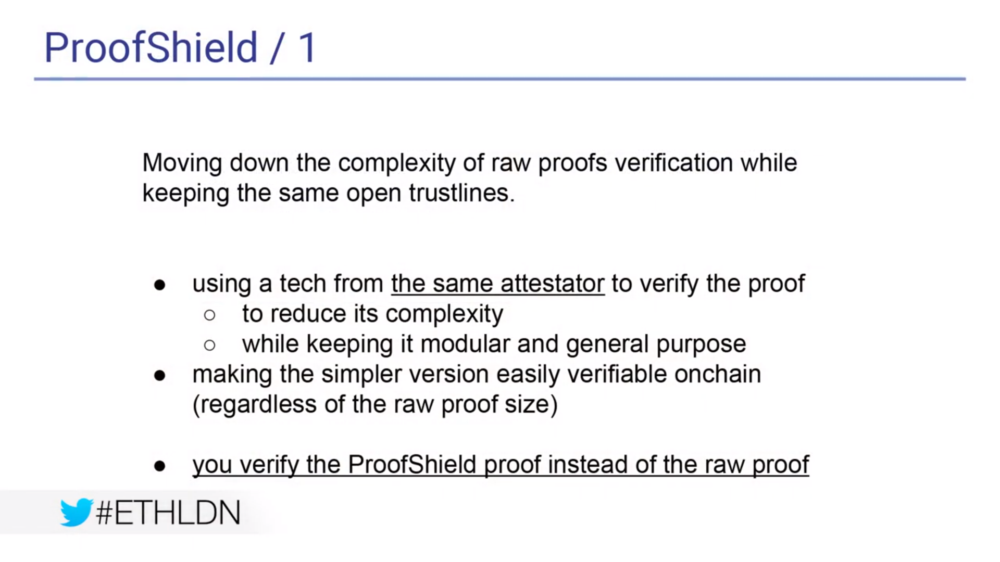 ProofShield / 1
Moving down the complexity of raw proofs verification while
keeping the same open trustlines.
● using a tech from the same attestator to verify the proof
○ to reduce its complexity
○ while keeping it modular and general purpose
● making the simpler version easily verifiable onchain
(regardless of the raw proof size)
● you verify the ProofShield proof instead of the raw proof
#ETHLDN